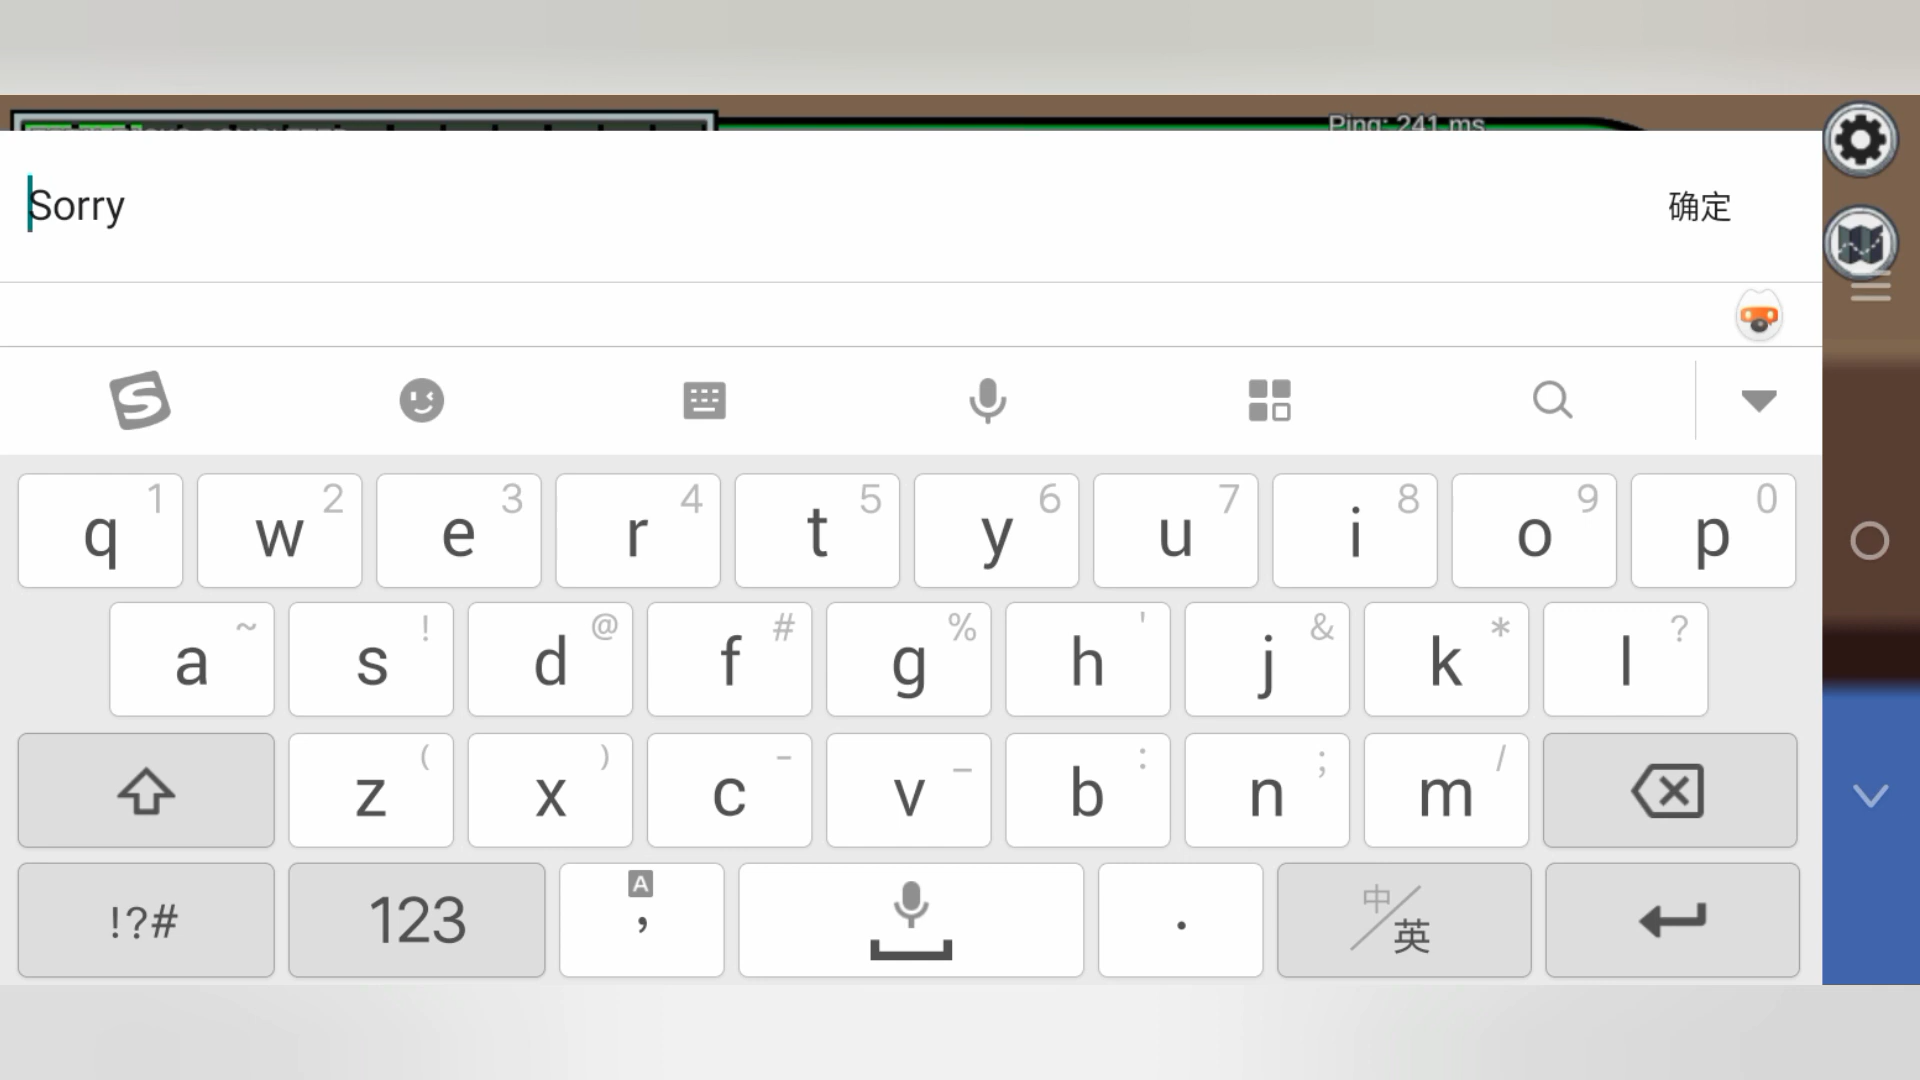 Ping: 241 ms
Sorry
确定
q 1 w 2 e 3 r 4 t 5 y 6 u 7 i 8 o 9 p 0
a ~ s ! d @ f # g % h ' j & k * l ?
z ( x ) c - v _ b : n ; m /
!?# 123 A , . 中/英